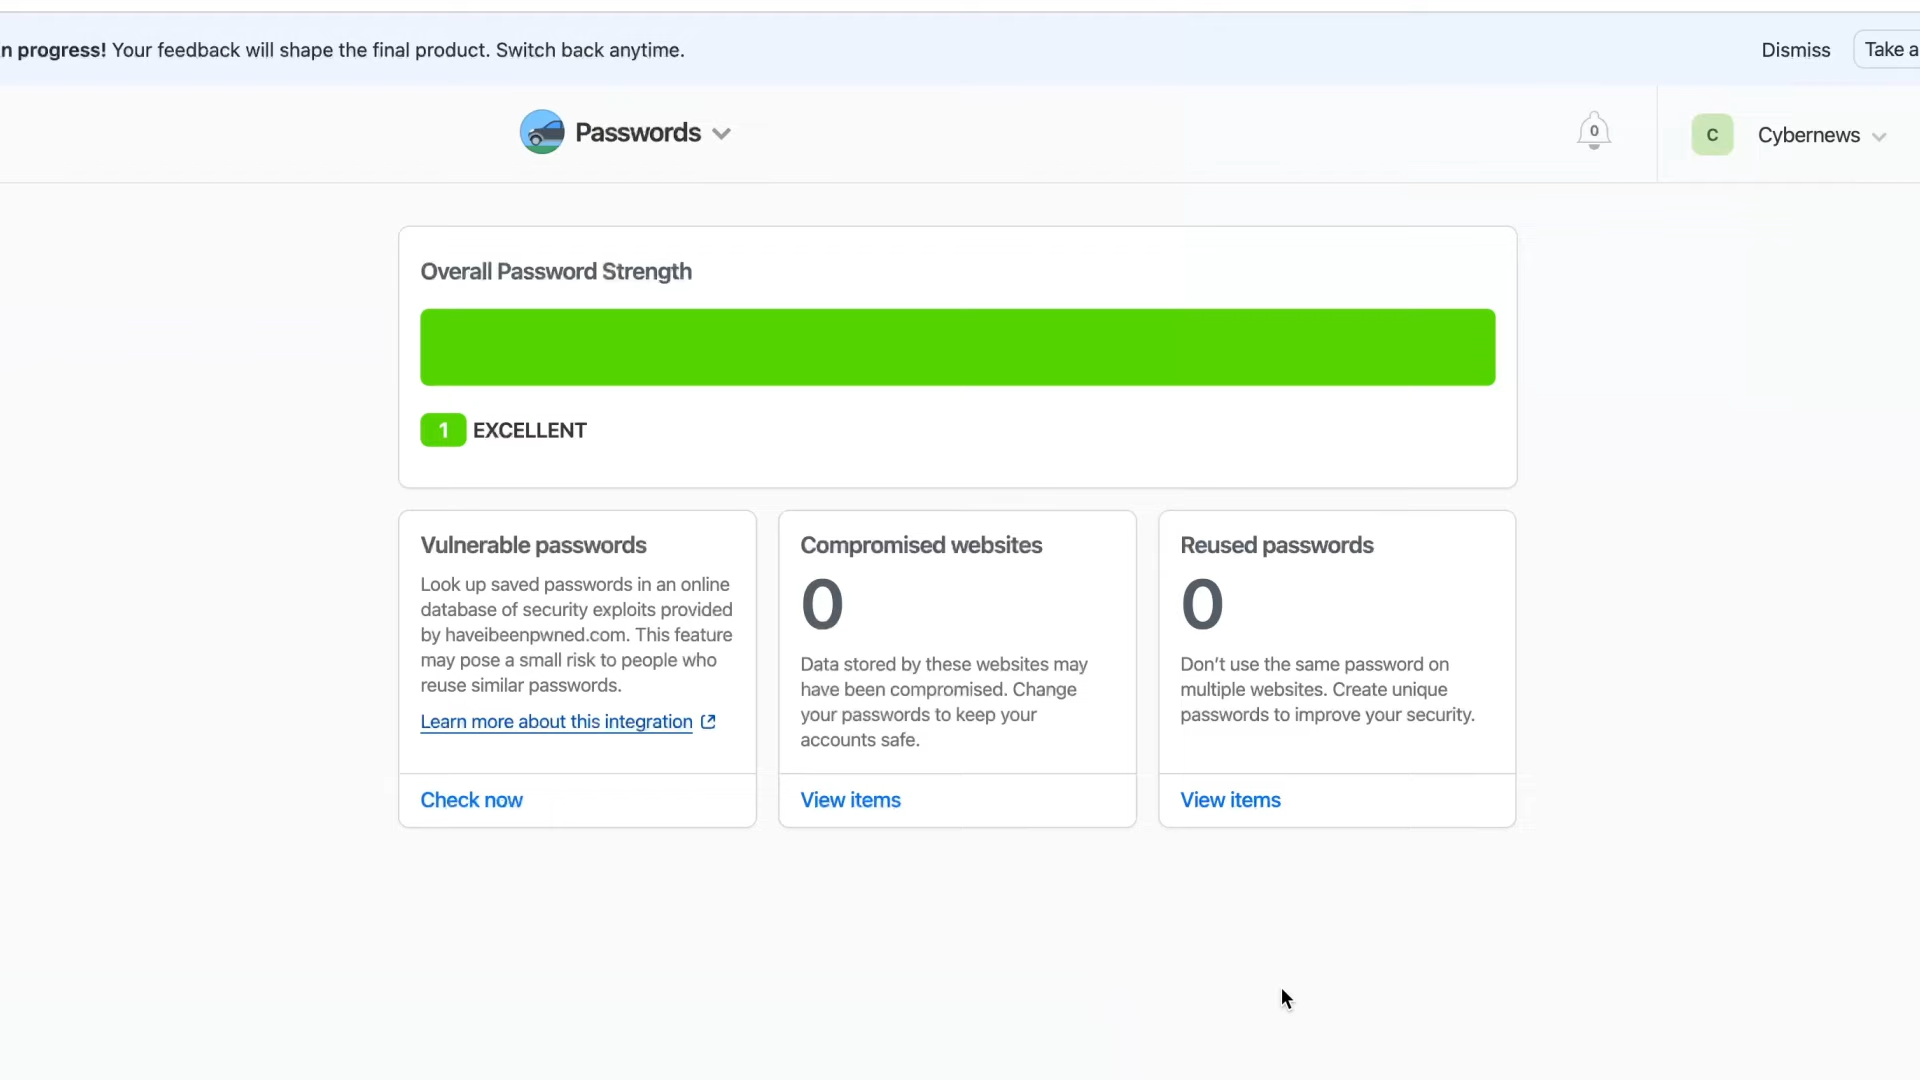 n progress! Your feedback will shape the final product. Switch back anytime.
Dismiss
Take a
Passwords
0
C
Cybernews
Overall Password Strength
1 EXCELLENT
Vulnerable passwords
Look up saved passwords in an online
database of security exploits provided
by haveibeenpwned.com. This feature
may pose a small risk to people who
reuse similar passwords.
Learn more about this integration
Check now
Compromised websites
0
Data stored by these websites may
have been compromised. Change
your passwords to keep your
accounts safe.
View items
Reused passwords
0
Don’t use the same password on
multiple websites. Create unique
passwords to improve your security.
View items